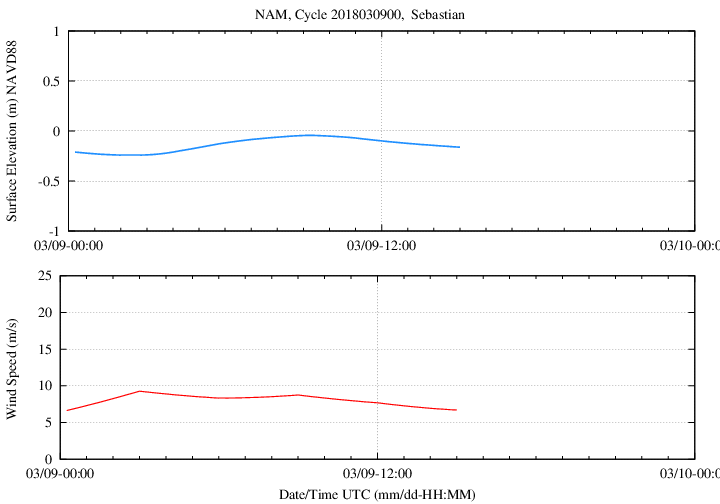 NAM, Cycle 2018030900,  Sebastian
Surface Elevation (m) NAVD88
1
0.5
0
-0.5
-1
03/09-00:00 03/09-12:00 03/10-00:0
Wind Speed (m/s)
25
20
15
10
5
0
03/09-00:00 03/09-12:00 03/10-00:0
Date/Time UTC (mm/dd-HH:MM)